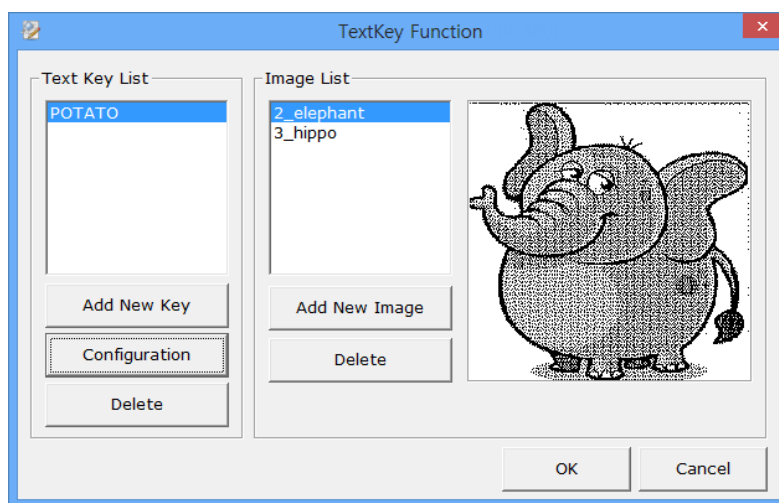 TextKey Function
Text Key List
POTATO
Add New Key
Configuration
Delete
Image List
2_elephant
3_hippo
Add New Image
Delete
OK
Cancel